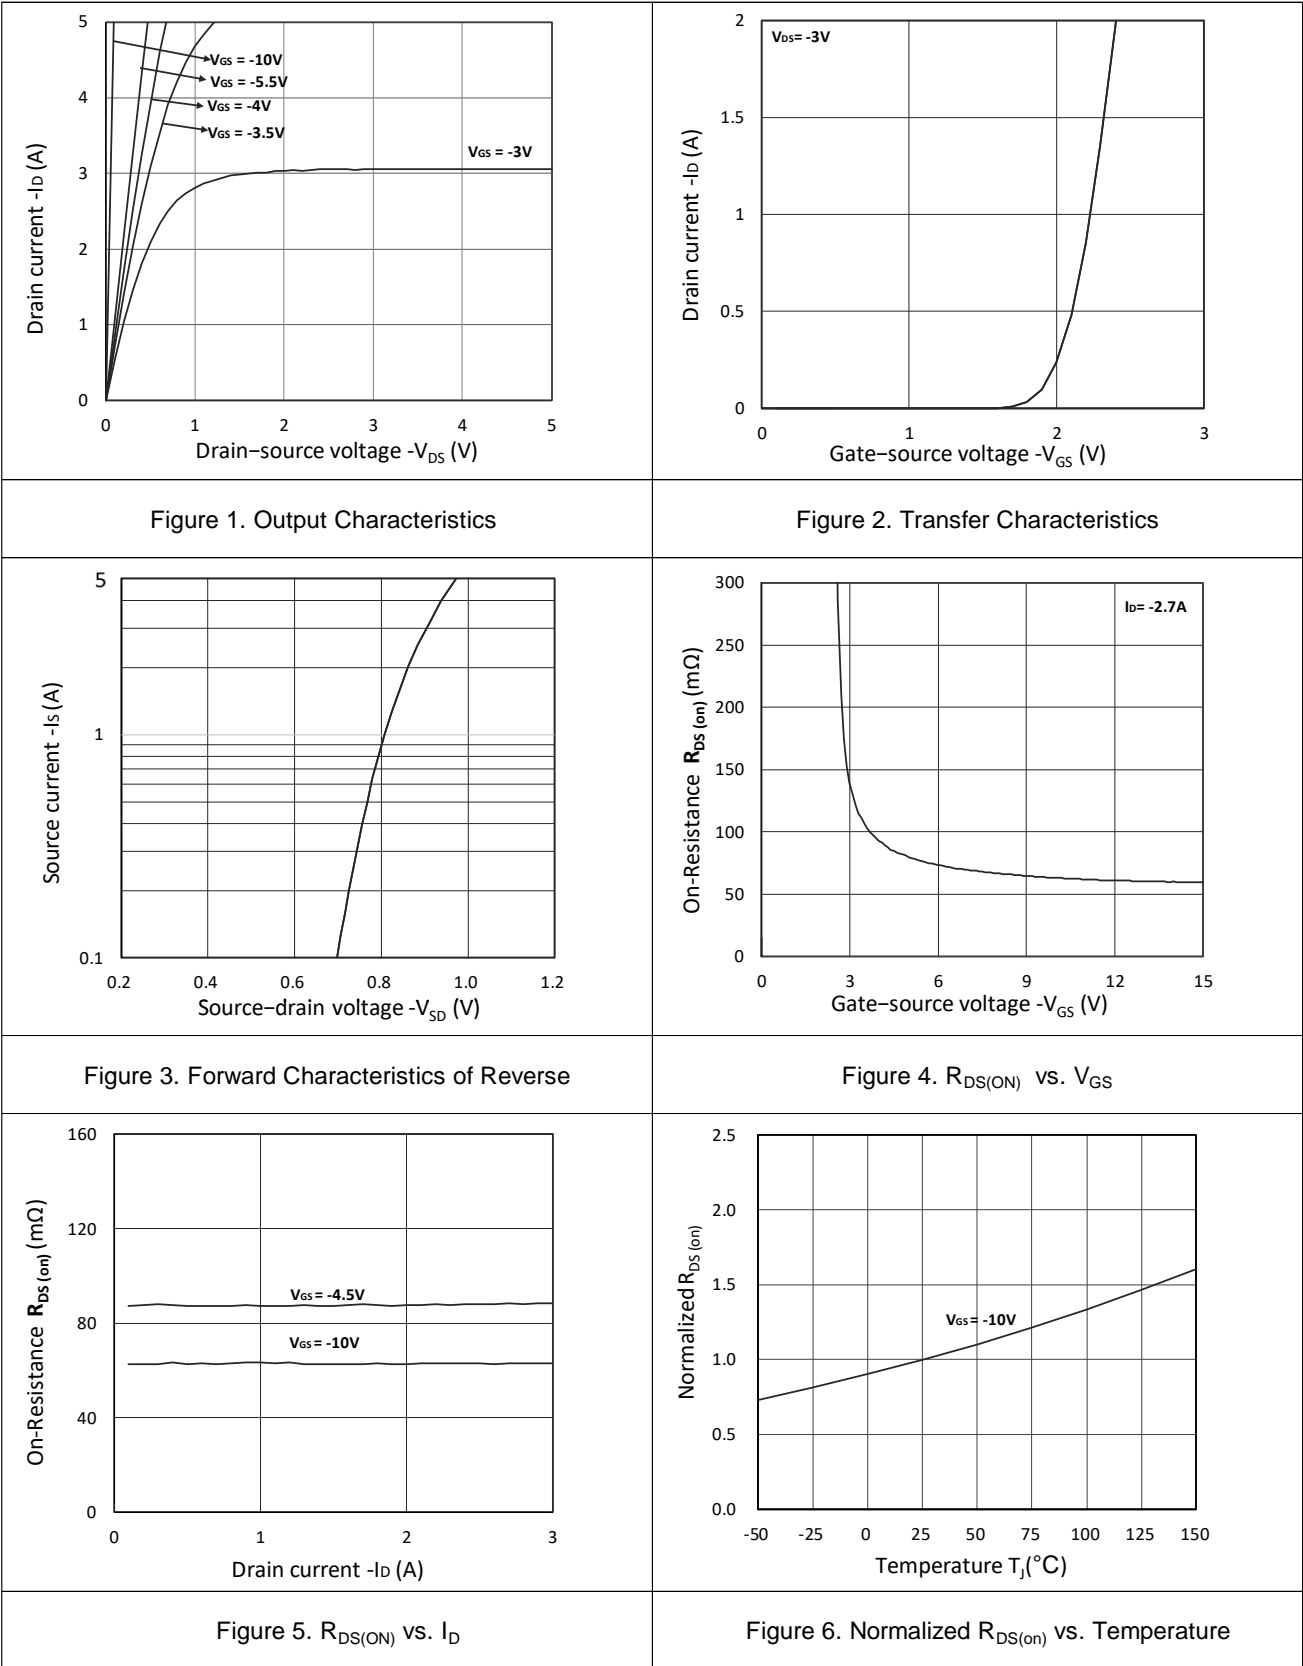 5
4
3
2
1
0
0 1 2 3 4 5
Drain current -ID (A)
VGS = -10V
VGS = -5.5V
VGS = -4V
VGS = -3.5V
VGS = -3V
Drain−source voltage -VDS (V)
Figure 1. Output Characteristics
2
1.5
1
0.5
0
0 1 2 3
Drain current -ID (A)
VDS= -3V
Gate−source voltage -VGS (V)
Figure 2. Transfer Characteristics
5
1
0.1
0.2 0.4 0.6 0.8 1.0 1.2
Source current -IS (A)
Source−drain voltage -VSD (V)
Figure 3. Forward Characteristics of Reverse
300
250
200
150
100
50
0
0 3 6 9 12 15
On-Resistance RDS (on) (mΩ)
ID= -2.7A
Gate−source voltage -VGS (V)
Figure 4. RDS(ON) vs. VGS
160
120
80
40
0
0 1 2 3
On-Resistance RDS (on) (mΩ)
VGS = -4.5V
VGS = -10V
Drain current -ID (A)
Figure 5. RDS(ON) vs. ID
2.5
2.0
1.5
1.0
0.5
0.0
-50 -25 0 25 50 75 100 125 150
Normalized RDS (on)
VGS = -10V
Temperature TJ(°C)
Figure 6. Normalized RDS(on) vs. Temperature